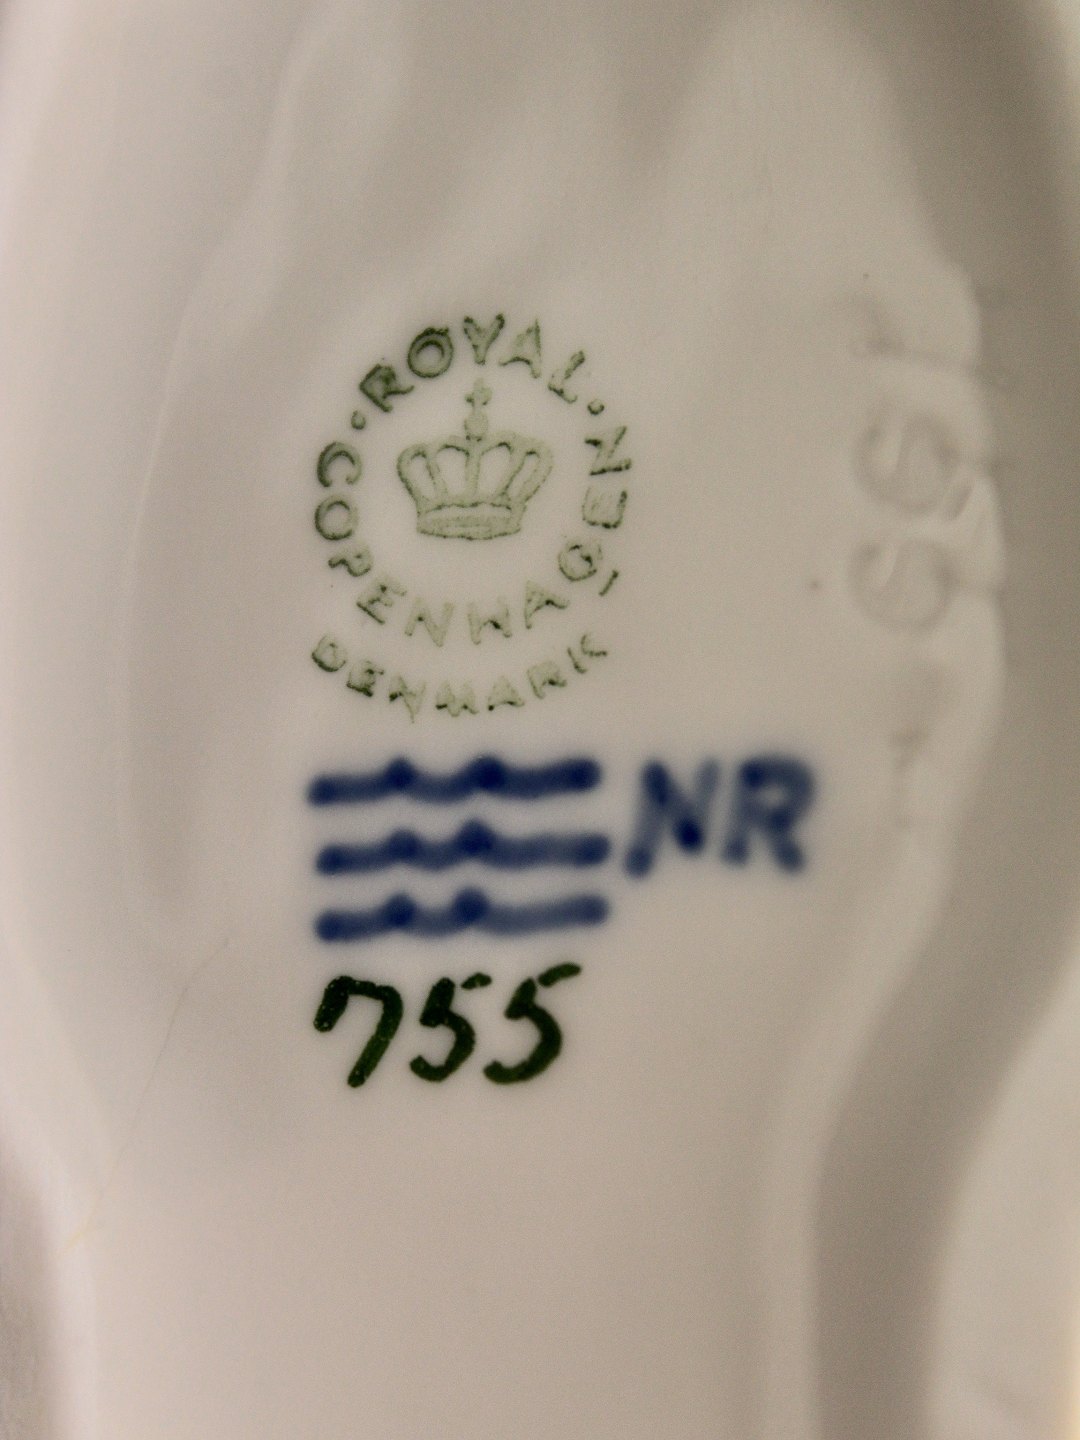 ROYAL · COPENHAGEN ·
DENMARK
NR
755